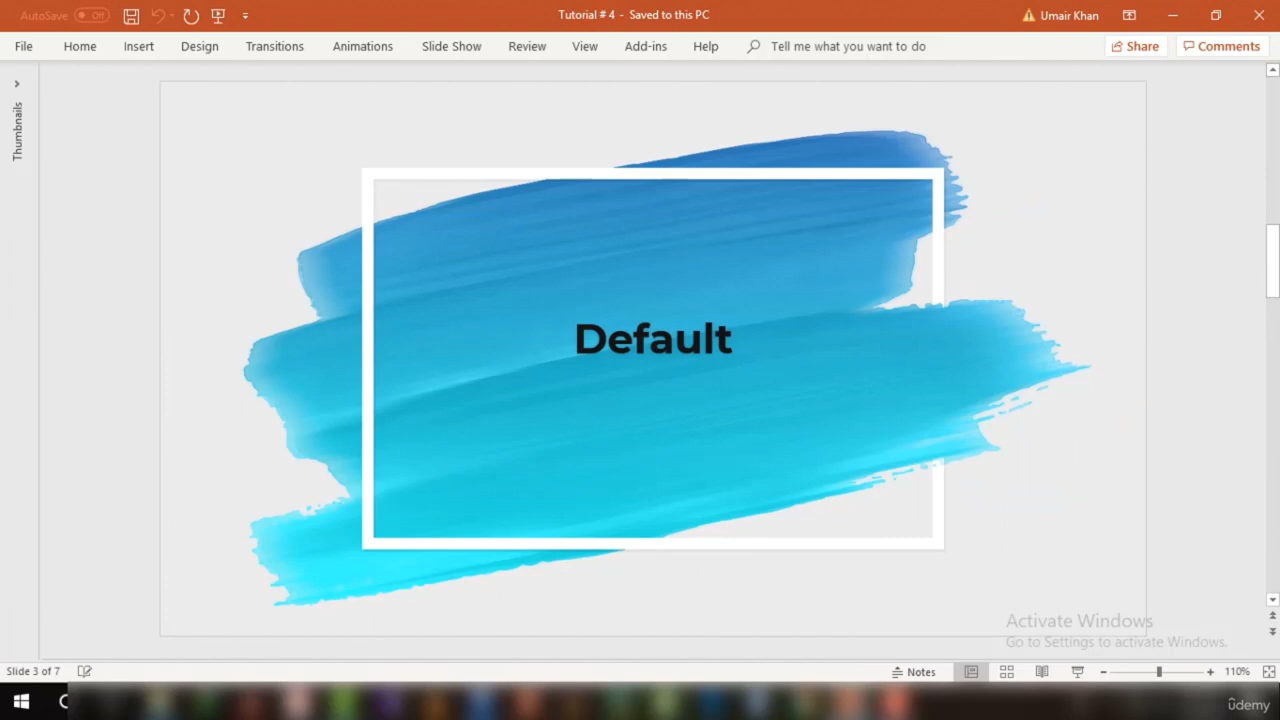 AutoSave Off
Tutorial # 4 - Saved to this PC
Umair Khan
File Home Insert Design Transitions Animations Slide Show Review View Add-ins Help Tell me what you want to do Share Comments
Thumbnails
Default
Activate Windows
Go to Settings to activate Windows.
Slide 3 of 7
Notes
110%
ûdemy